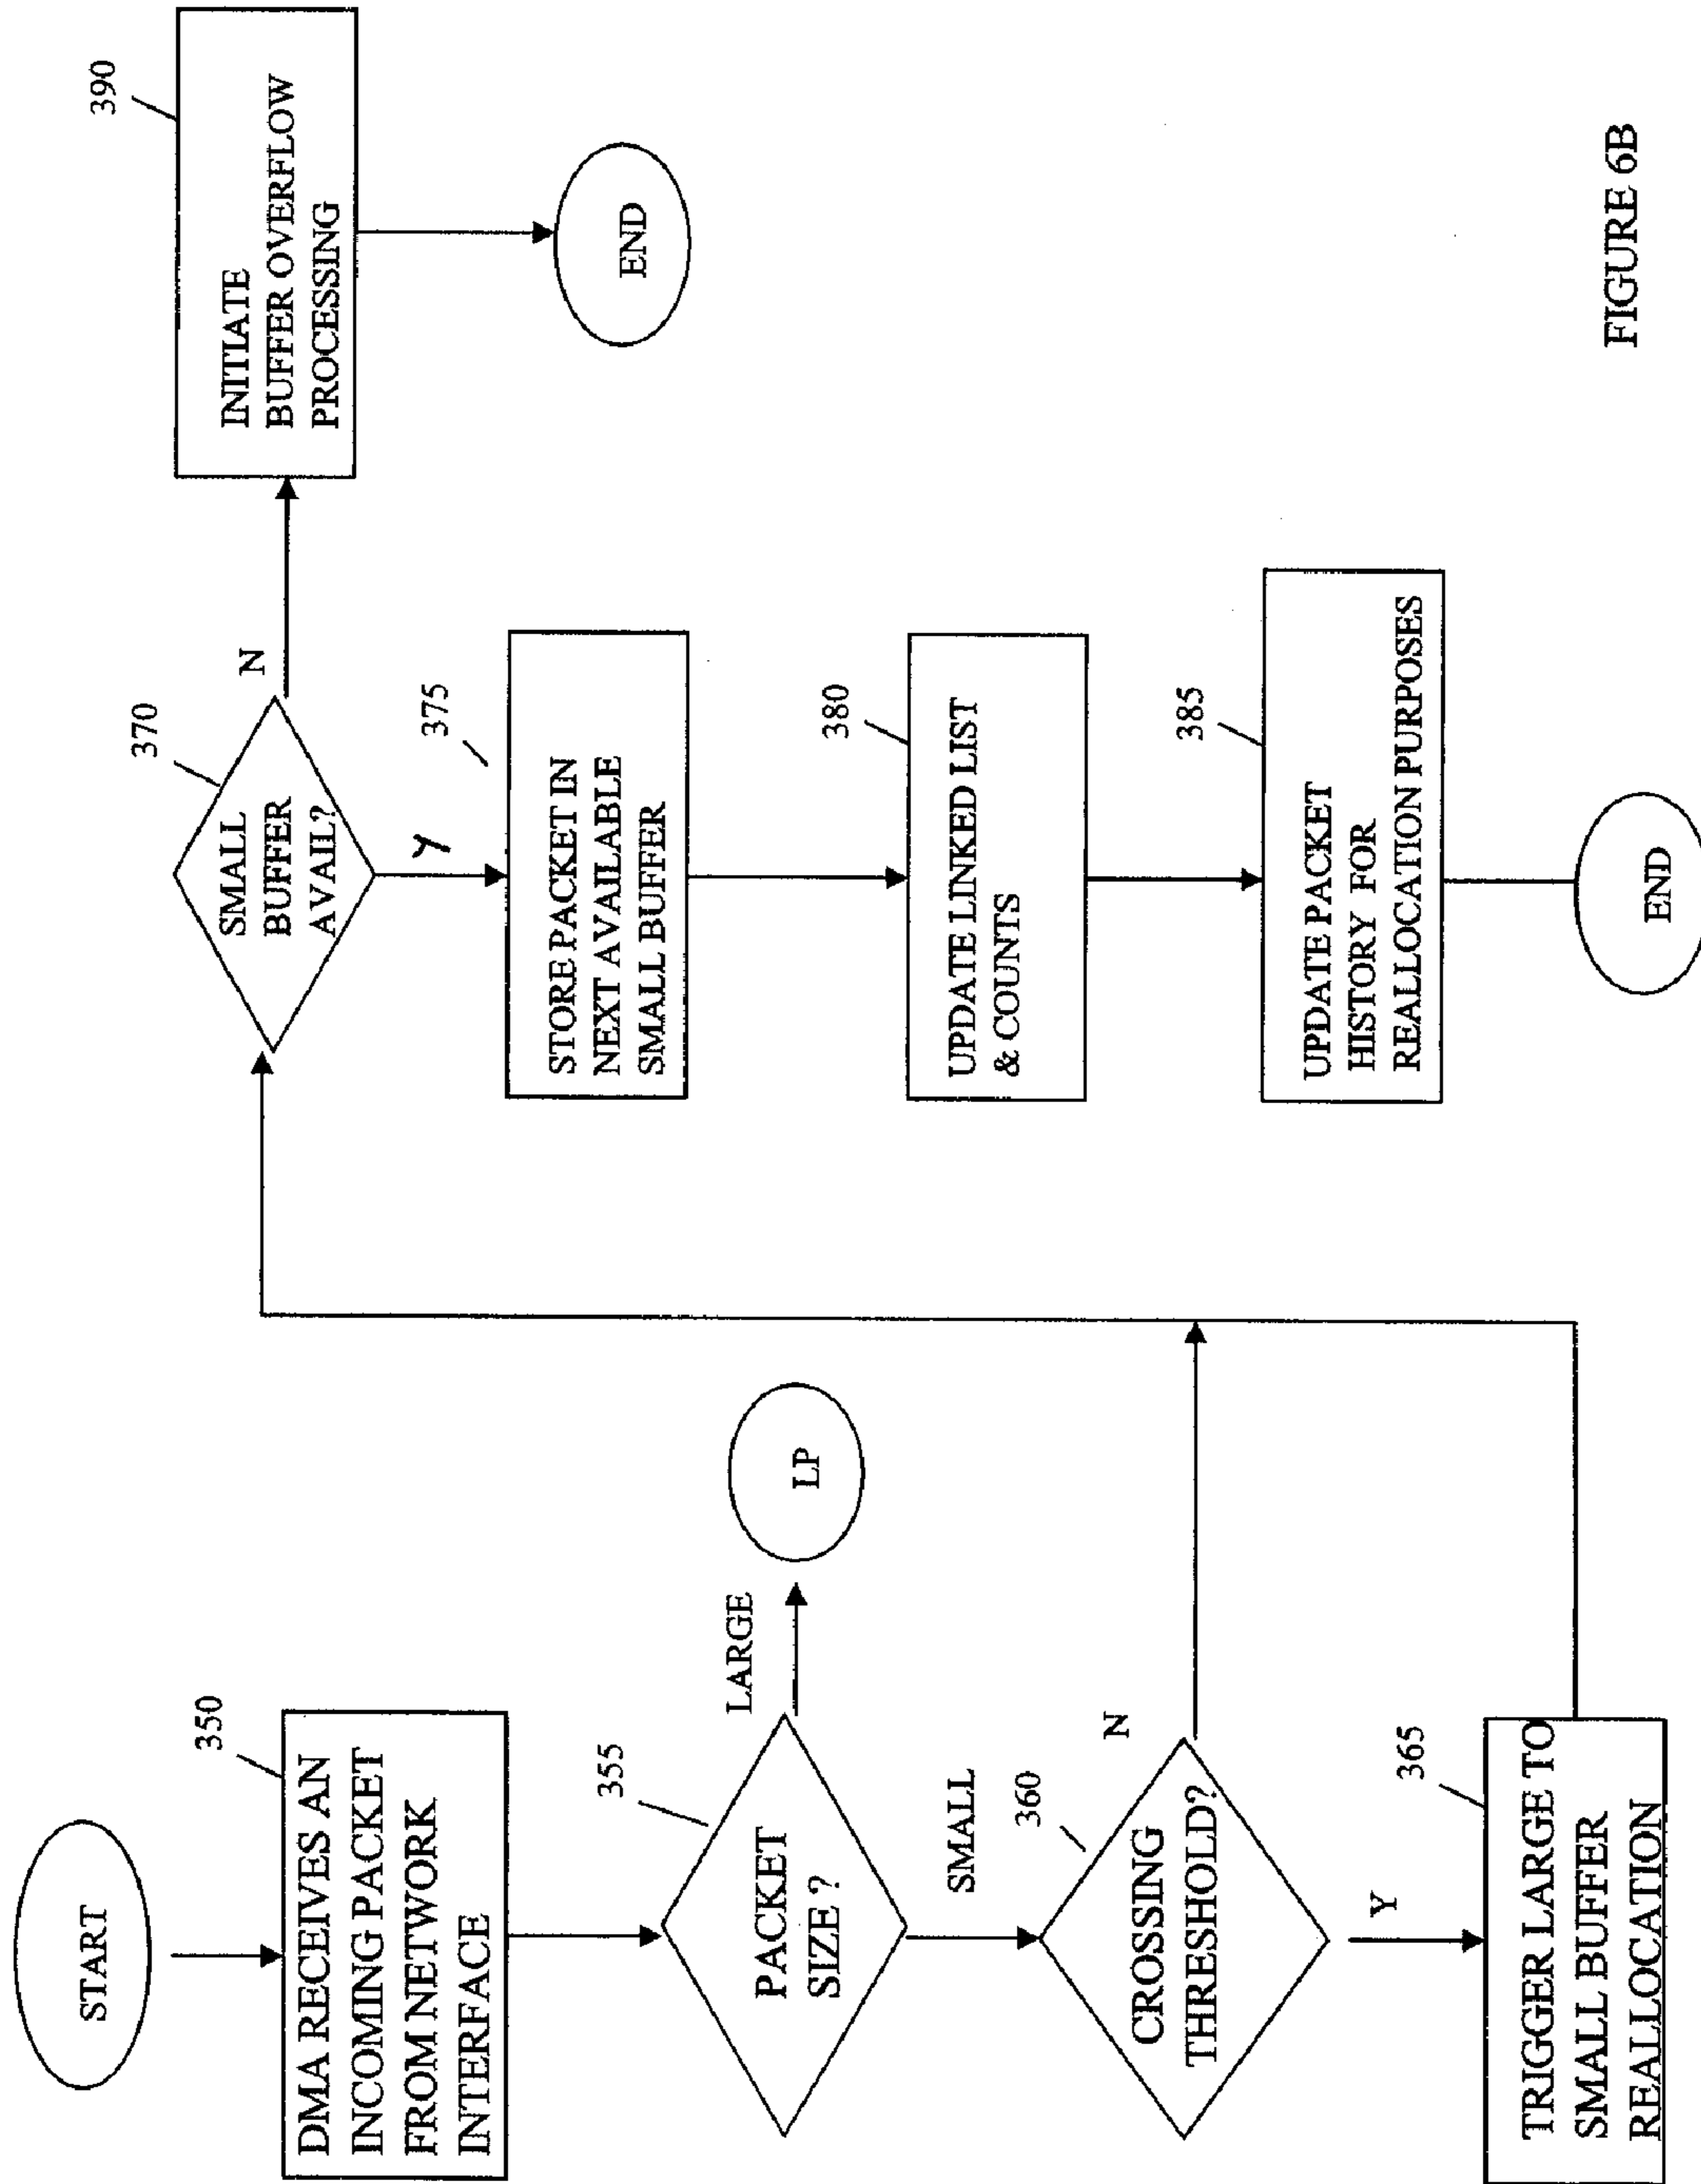 START
350
DMA RECEIVES AN
INCOMING PACKET
FROM NETWORK
INTERFACE
355
PACKET
SIZE ?
LARGE
LP
SMALL
360
CROSSING
THRESHOLD?
N
Y
365
TRIGGER LARGE TO
SMALL BUFFER
REALLOCATION
370
SMALL
BUFFER
AVAIL?
N
Y
375
STORE PACKET IN
NEXT AVAILABLE
SMALL BUFFER
380
UPDATE LINKED LIST
& COUNTS
385
UPDATE PACKET
HISTORY FOR
REALLOCATION PURPOSES
END
390
INITIATE
BUFFER OVERFLOW
PROCESSING
END
FIGURE 6B